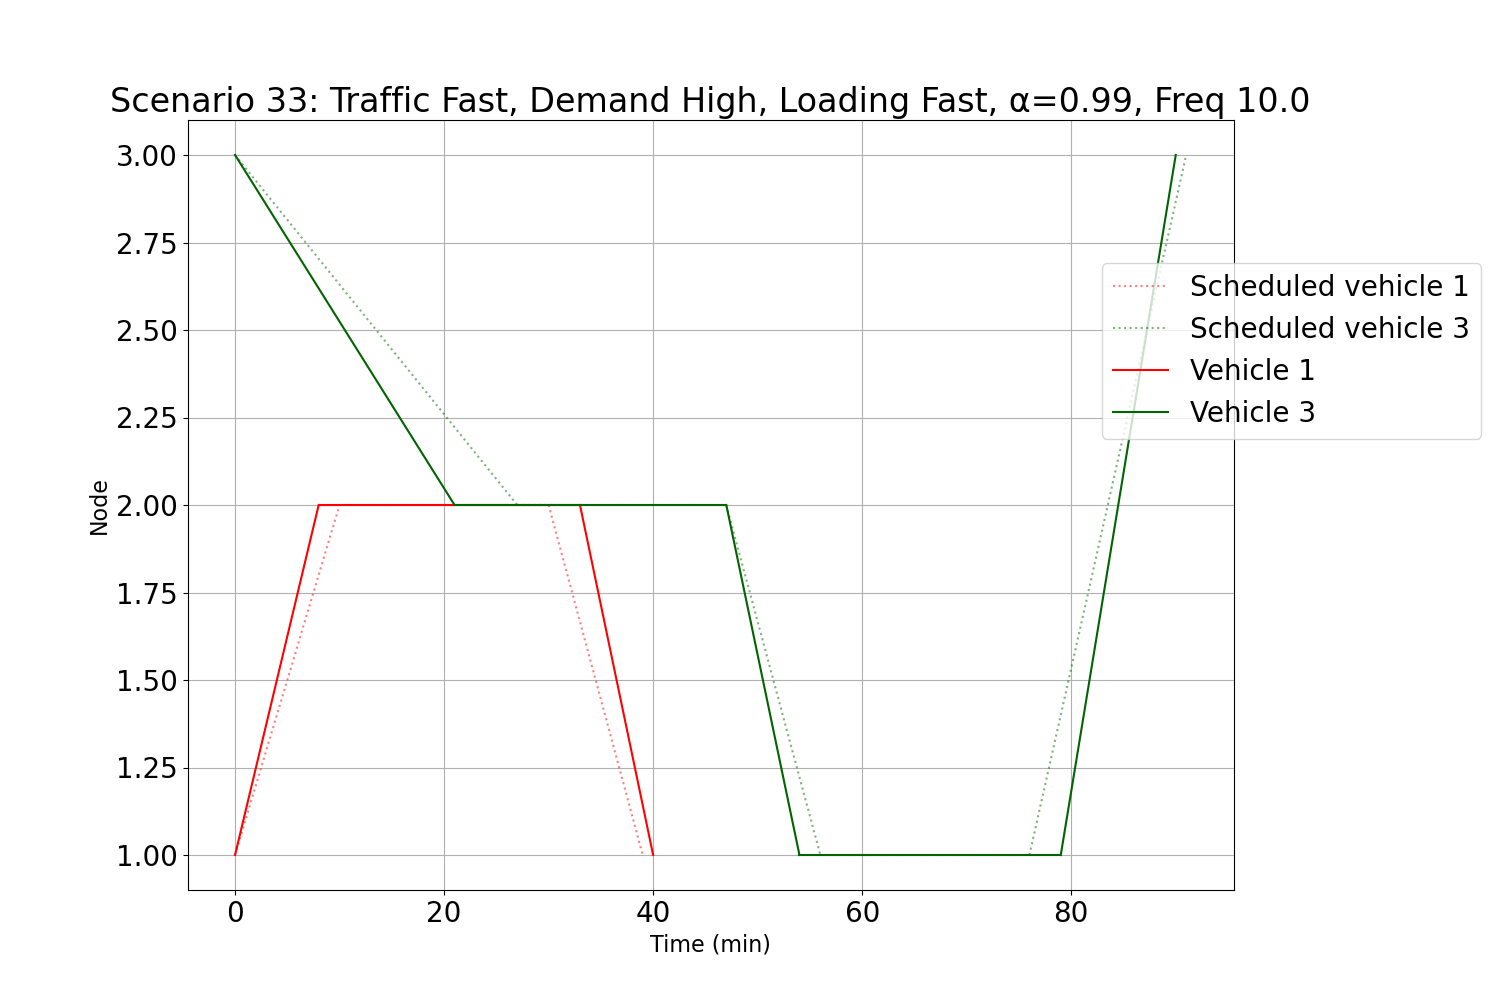 Scenario 33: Traffic Fast, Demand High, Loading Fast, α=0.99, Freq 10.0
3.00
2.75
2.50
2.25
2.00
1.75
1.50
1.25
1.00
Node
Scheduled vehicle 1
Scheduled vehicle 3
Vehicle 1
Vehicle 3
0
20
40
60
80
Time (min)